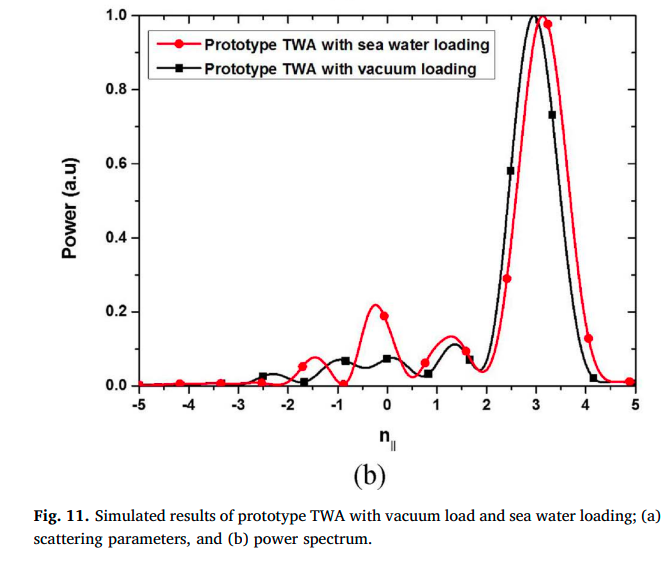 1.0
Prototype TWA with sea water loading
Prototype TWA with vacuum loading
0.8
0.6
Power (a.u)
0.4
0.2
0.0
-5 -4 -3 -2 -1 0 1 2 3 4 5
n||
(b)
Fig. 11. Simulated results of prototype TWA with vacuum load and sea water loading; (a)
scattering parameters, and (b) power spectrum.